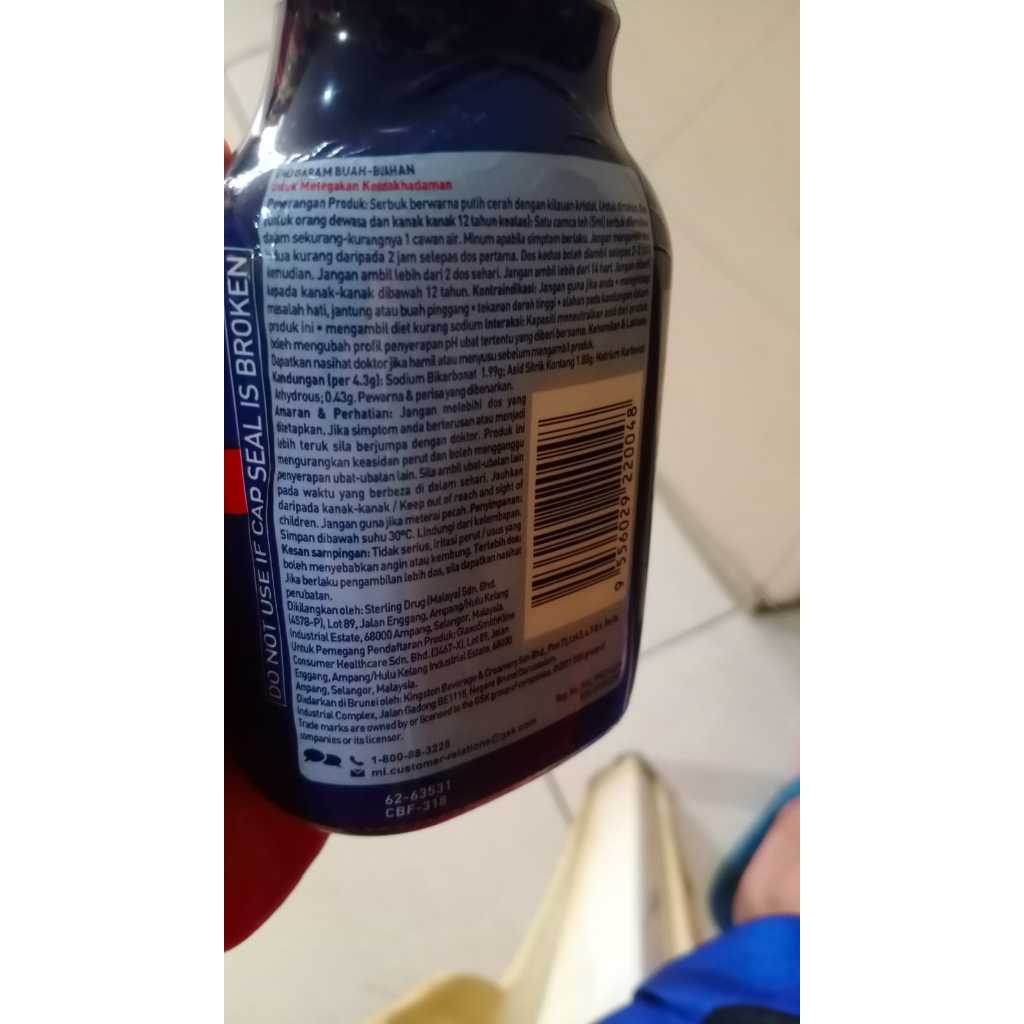 GARAM BUAH-BUAHAN
Untuk Melegakan Ketidakhadaman
Penerangan Produk: Serbuk berwarna putih cerah dengan kilauan kristal. Untuk
untuk orang dewasa dan kanak kanak 12 tahun keatas): Satu camca teh (5ml) serbuk
dalam sekurang-kurangnya 1 cawan air. Minum apabila simptom berlaku. Jangan
dua kurang daripada 2 jam selepas dos pertama. Dos kedua boleh diambil selepas 2-3
kemudian. Jangan ambil lebih dari 2 dos sehari. Jangan ambil lebih dari 14 hari. Jangan
kepada kanak-kanak dibawah 12 tahun. Kontraindikasi: Jangan guna jika anda •
masalah hati, jantung atau buah pinggang • tekanan darah tinggi • alahan pada kandungan dalam
produk ini • mengambil diet kurang sodium Interaksi: Kapasiti meneutralkan asid dari produk
boleh mengubah profil penyerapan pH ubat tertentu yang diberi bersama. Kehamilan & Laktasi:
Dapatkan nasihat doktor jika hamil atau menyusu sebelum mengambil produk.
Kandungan (per 4.3g): Sodium Bikarbonat 1.99g; Asid Sitrik Kontang 1.88g; Natrium Karbonat
Anhydrous; 0.43g. Pewarna & perisa yang dibenarkan.
Amaran & Perhatian: Jangan melebihi dos yang
ditetapkan. Jika simptom anda berterusan atau menjadi
lebih teruk sila berjumpa dengan doktor. Produk ini
mengurangkan keasidan perut dan boleh mengganggu
penyerapan ubat-ubatan lain. Sila ambil ubat-ubatan lain
pada waktu yang berbeza di dalam sehari. Jauhkan
daripada kanak-kanak / Keep out of reach and sight of
children. Jangan guna jika meterai pecah. Penyimpanan:
Simpan dibawah suhu 30°C. Lindungi dari kelembapan.
Kesan sampingan: Tidak serius, iritasi perut / usus yang
boleh menyebabkan angin atau kembung. Terlebih dos:
Jika berlaku pengambilan lebih dos, sila dapatkan nasihat
perubatan.
Dikilangkan oleh: Sterling Drug (Malaya) Sdn. Bhd.
(4578-P), Lot 89, Jalan Enggang, Ampang/Hulu Kelang
Industrial Estate, 68000 Ampang, Selangor, Malaysia.
Untuk Pemegang Pendaftaran Produk: GlaxoSmithKline
Consumer Healthcare Sdn. Bhd. (3467-X), Lot 89, Jalan
Enggang, Ampang/Hulu Kelang Industrial Estate, 68000
Ampang, Selangor, Malaysia.
Diedarkan di Brunei oleh: Kingston Beverage & Creamery Sdn Bhd.,
Industrial Complex, Jalan Gadong BE1118, Negara Brunei Darussalam.
Trade marks are owned by or licensed to the GSK group of companies.
companies or its licensor.
1-800-88-3228
my.customer-relations@gsk.com
62-63531
CBF-318
DO NOT USE IF CAP SEAL IS BROKEN
9 556029 220048